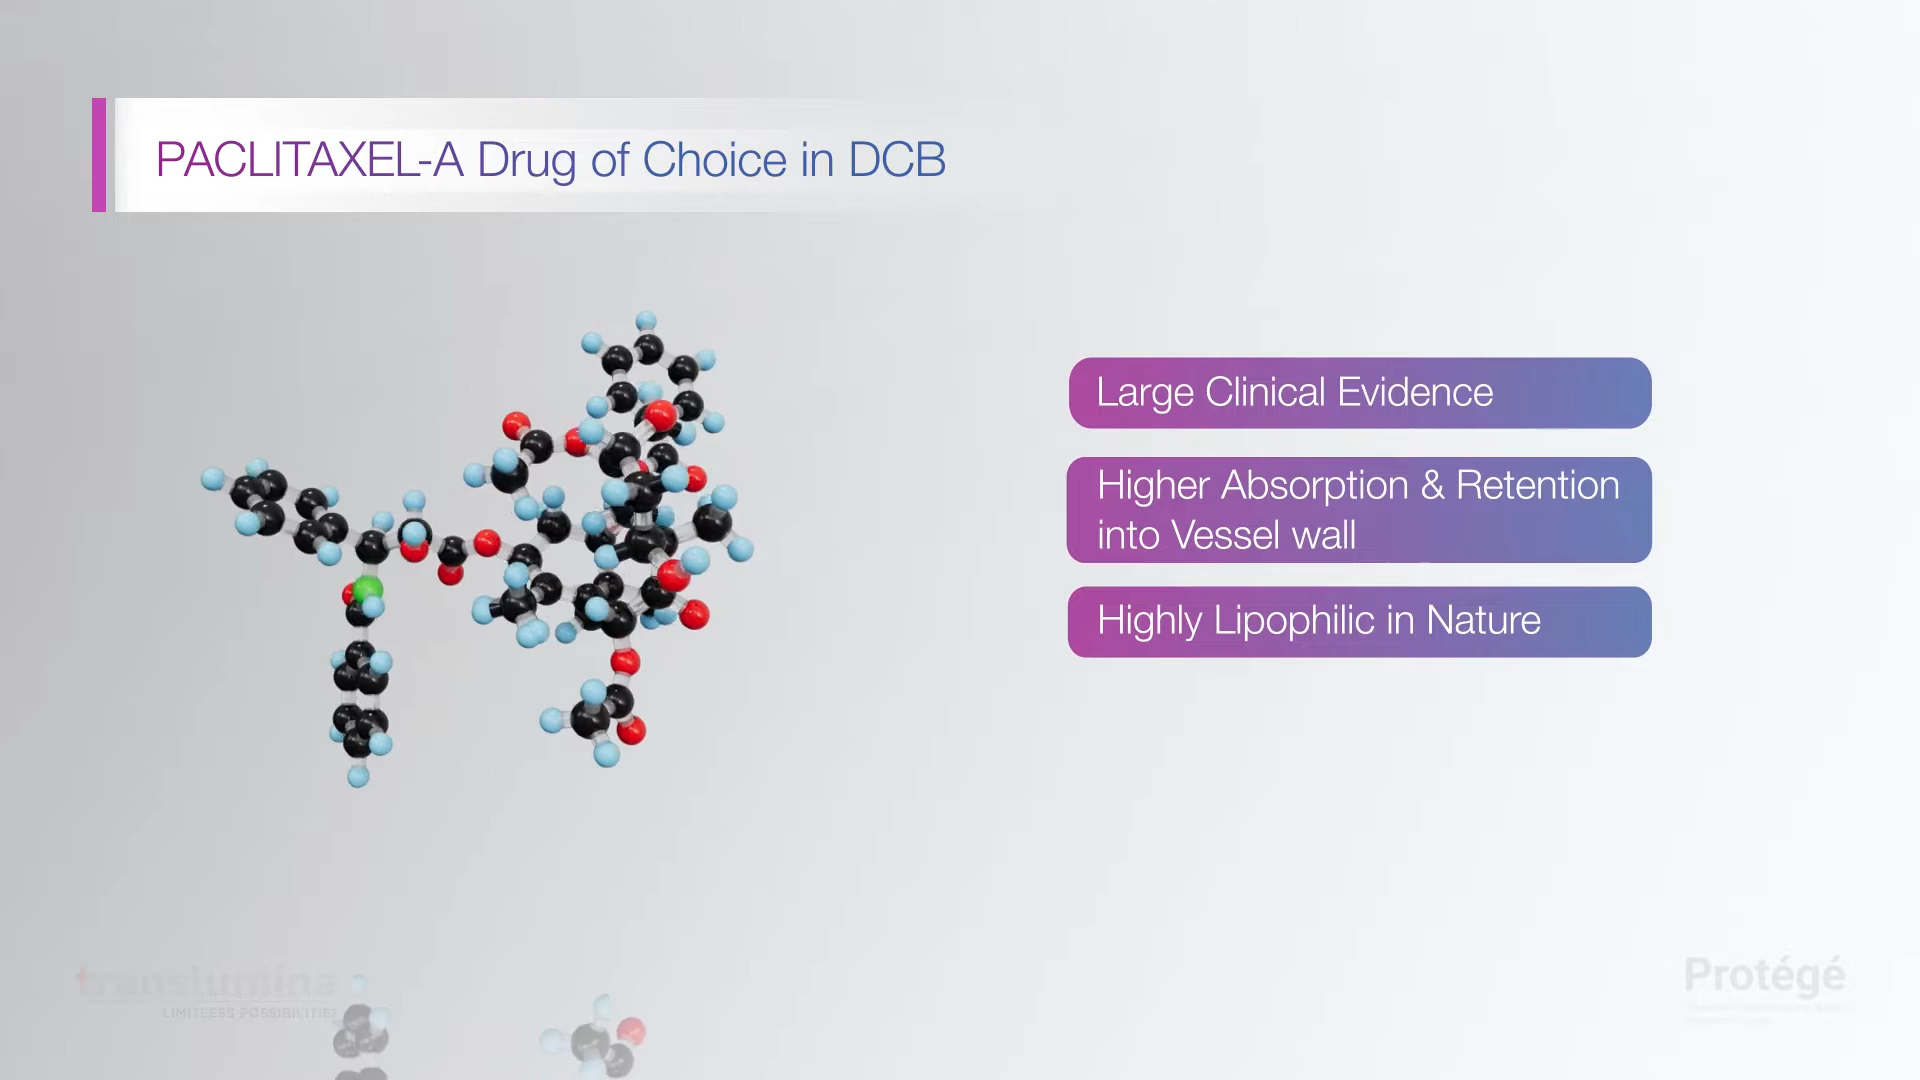 PACLITAXEL-A Drug of Choice in DCB
Large Clinical Evidence
Higher Absorption & Retention
into Vessel wall
Highly Lipophilic in Nature
translumina
LIMITLESS POSSIBILITIES
Protégé